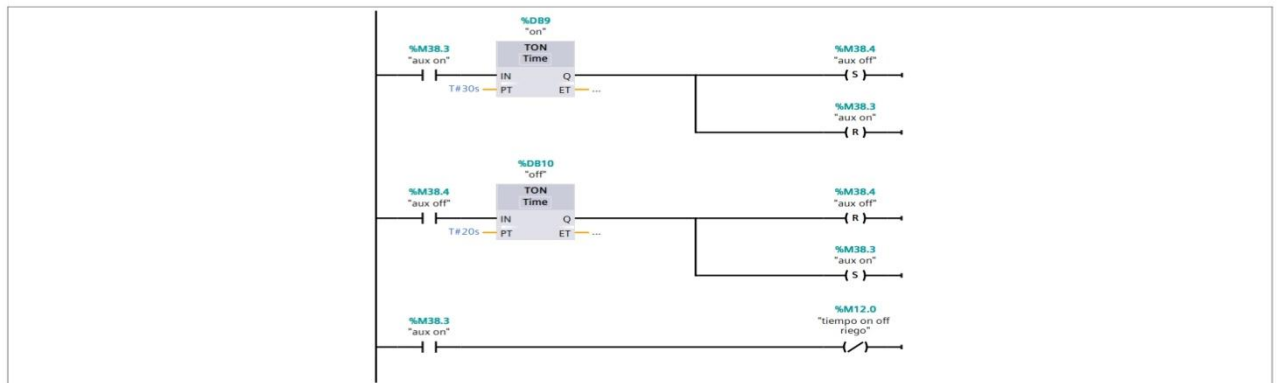 %DB9
"on"
%M38.3
"aux on"
TON
Time
%M38.4
"aux off"
IN
Q
( S )
T#30s
PT
ET
...
%M38.3
"aux on"
( R )
%DB10
"off"
%M38.4
"aux off"
TON
Time
%M38.4
"aux off"
IN
Q
( R )
T#20s
PT
ET
...
%M38.3
"aux on"
( S )
%M38.3
"aux on"
%M12.0
"tiempo on off
riego"